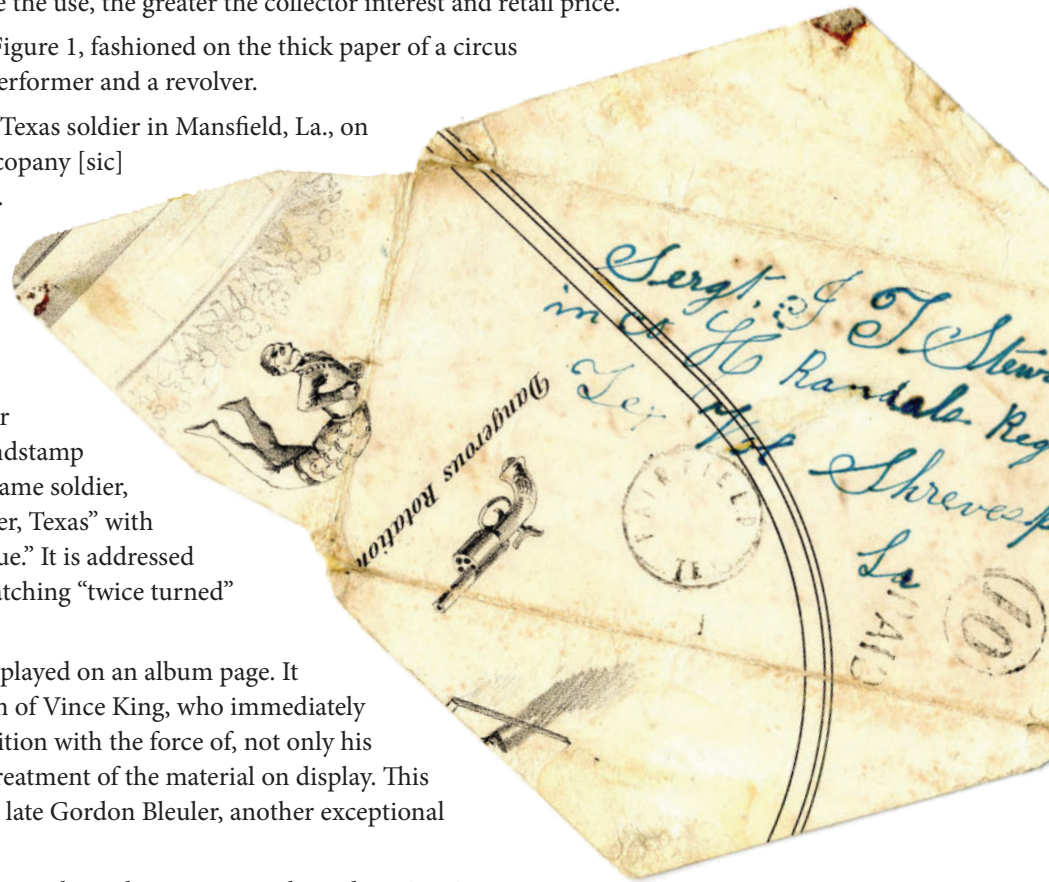 e the use, the greater the collector interest and retail price.
Figure 1, fashioned on the thick paper of a circus
erformer and a revolver.
Texas soldier in Mansfield, La., on
copany [sic]
r
ndstamp
ame soldier,
er, Texas” with
ue.” It is addressed
atching “twice turned”
played on an album page. It
n of Vince King, who immediately
ition with the force of, not only his
reatment of the material on display. This
late Gordon Bleuler, another exceptional
Sergt. J T Stew
in Randals Reg
Tex Shrevep
La
Dangerous Rotation
PAID
10